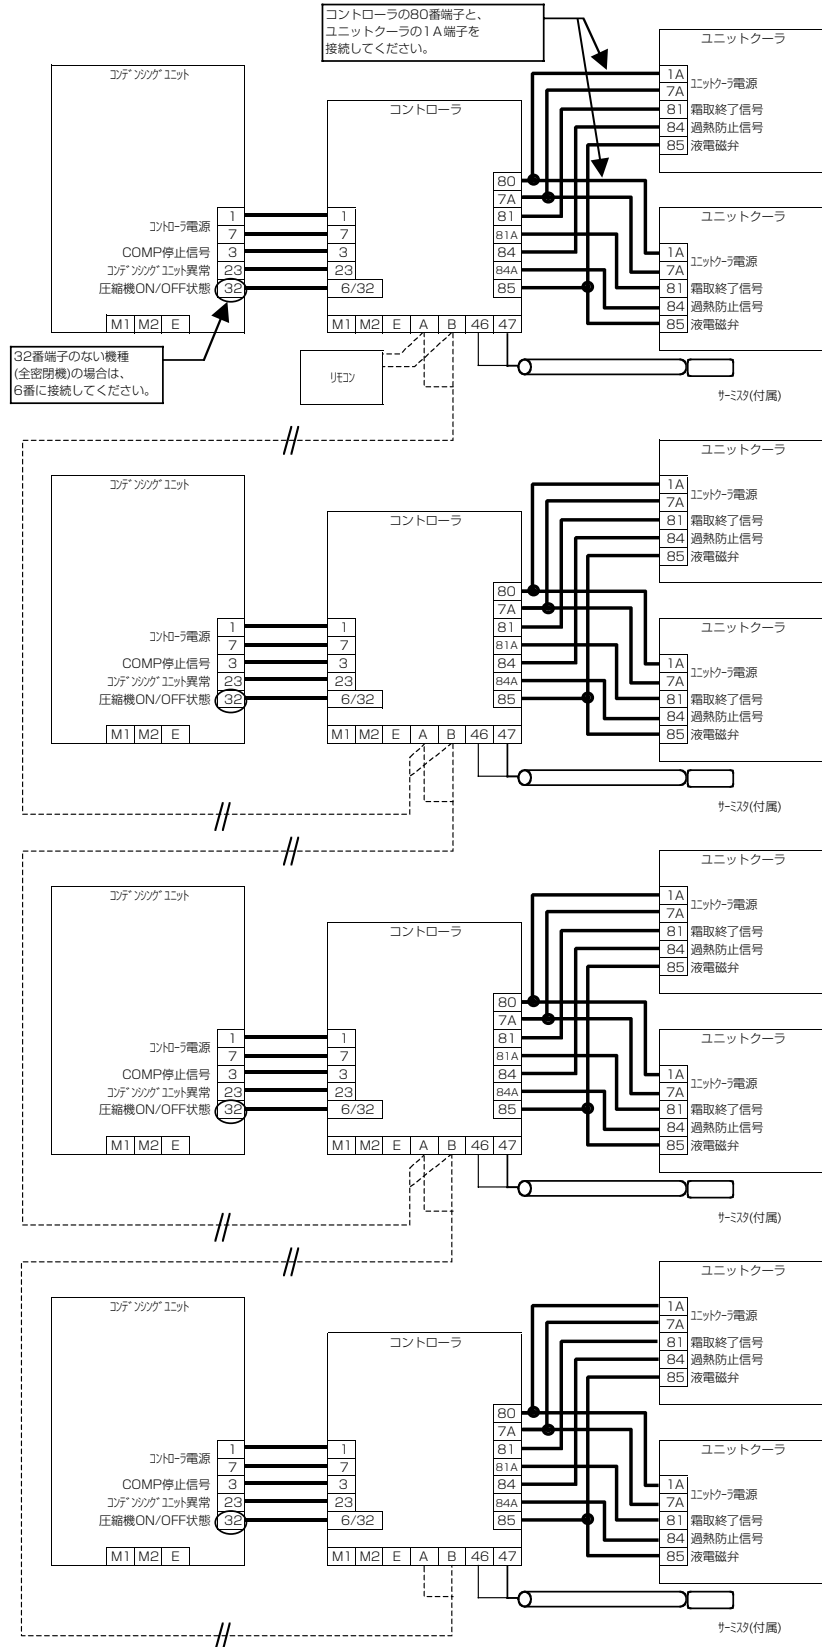 コントローラの80番端子と、
ユニットクーラの1A端子を
接続してください。
ユニットクーラ
1A
7A
ユニットクーラ電源
81 霜取終了信号
84 過熱防止信号
85 液電磁弁
コンデンシングユニット
コントローラ
80
7A
81
81A
84
84A
85
ユニットクーラ
1A
7A
ユニットクーラ電源
81 霜取終了信号
84 過熱防止信号
85 液電磁弁
コントローラ電源
1
7
COMP停止信号 3
コンデンシングユニット異常 23
圧縮機ON/OFF状態 32
1
7
3
23
6/32
M1 M2 E
M1 M2 E A B 46 47
32番端子のない機種
(全密閉機)の場合は、
6番に接続してください。
リモコン
サーミスタ(付属)
ユニットクーラ
1A
7A
ユニットクーラ電源
81 霜取終了信号
84 過熱防止信号
85 液電磁弁
コンデンシングユニット
コントローラ
80
7A
81
81A
84
84A
85
ユニットクーラ
1A
7A
ユニットクーラ電源
81 霜取終了信号
84 過熱防止信号
85 液電磁弁
コントローラ電源
1
7
COMP停止信号 3
コンデンシングユニット異常 23
圧縮機ON/OFF状態 32
1
7
3
23
6/32
M1 M2 E
M1 M2 E A B 46 47
サーミスタ(付属)
ユニットクーラ
1A
7A
ユニットクーラ電源
81 霜取終了信号
84 過熱防止信号
85 液電磁弁
コンデンシングユニット
コントローラ
80
7A
81
81A
84
84A
85
ユニットクーラ
1A
7A
ユニットクーラ電源
81 霜取終了信号
84 過熱防止信号
85 液電磁弁
コントローラ電源
1
7
COMP停止信号 3
コンデンシングユニット異常 23
圧縮機ON/OFF状態 32
1
7
3
23
6/32
M1 M2 E
M1 M2 E A B 46 47
サーミスタ(付属)
ユニットクーラ
1A
7A
ユニットクーラ電源
81 霜取終了信号
84 過熱防止信号
85 液電磁弁
コンデンシングユニット
コントローラ
80
7A
81
81A
84
84A
85
ユニットクーラ
1A
7A
ユニットクーラ電源
81 霜取終了信号
84 過熱防止信号
85 液電磁弁
コントローラ電源
1
7
COMP停止信号 3
コンデンシングユニット異常 23
圧縮機ON/OFF状態 32
1
7
3
23
6/32
M1 M2 E
M1 M2 E A B 46 47
サーミスタ(付属)